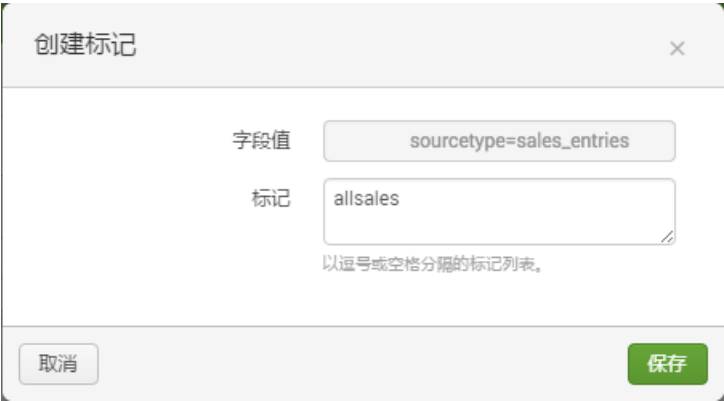 创建标记
×
字段值 sourcetype=sales_entries
标记 allsales
以逗号或空格分隔的标记列表。
取消 保存